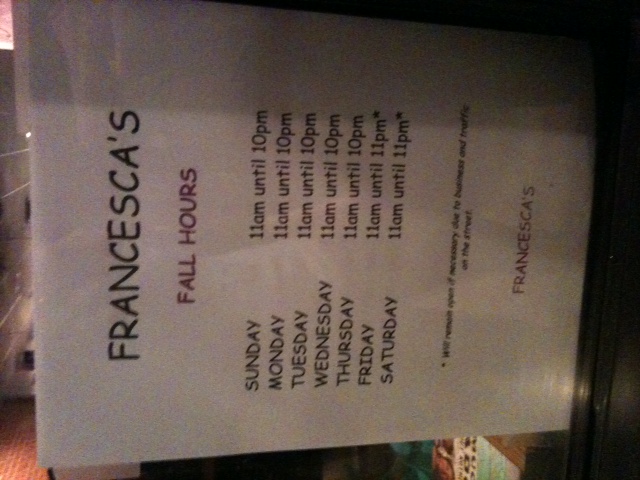 FRANCESCA'S
FALL HOURS
SUNDAY 11am until 10pm
MONDAY 11am until 10pm
TUESDAY 11am until 10pm
WEDNESDAY 11am until 10pm
THURSDAY 11am until 10pm
FRIDAY 11am until 11pm*
SATURDAY 11am until 11pm*
* Will remain open if necessary due to business and traffic
on the street.
FRANCESCA'S